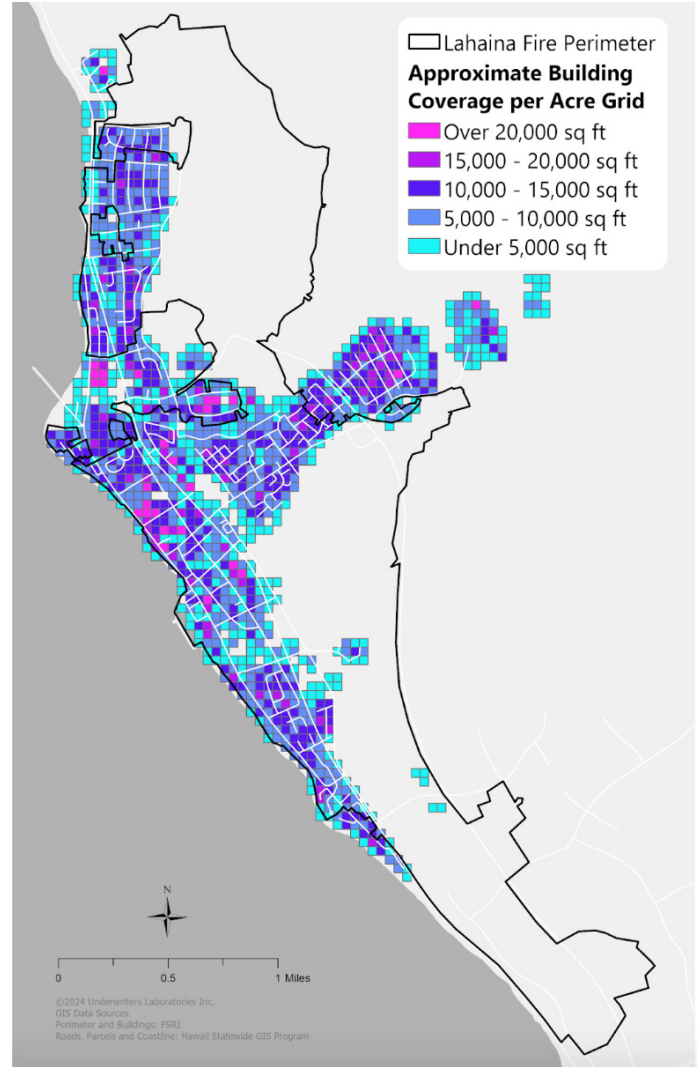 Lahaina Fire Perimeter
Approximate Building
Coverage per Acre Grid
Over 20,000 sq ft
15,000 - 20,000 sq ft
10,000 - 15,000 sq ft
5,000 - 10,000 sq ft
Under 5,000 sq ft
N
0 0.5 1 Miles
©2024 Underwriters Laboratories Inc.
GIS Data Sources
Perimeter and Buildings: FSRI
Roads, Parcels and Coastline: Hawaii Statewide GIS Program